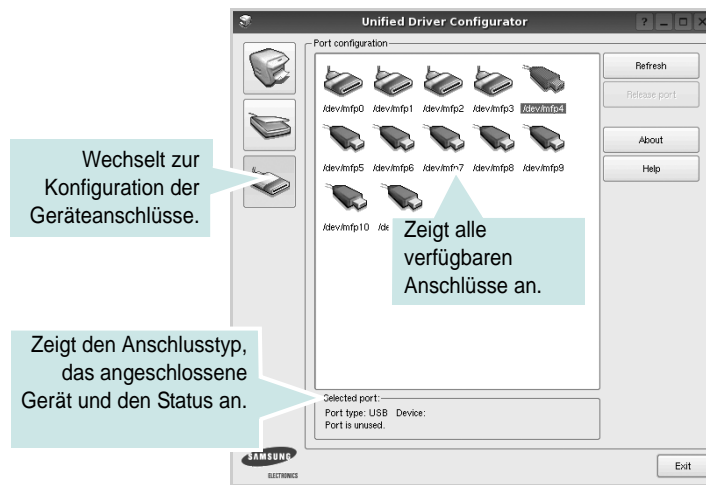 Unified Driver Configurator
Port configuration
/dev/mfp0 /dev/mfp1 /dev/mfp2 /dev/mfp3 /dev/mfp4
/dev/mfp5 /dev/mfp6 /dev/mfp7 /dev/mfp8 /dev/mfp9
/dev/mfp10
Refresh
Release port
About
Help
Wechselt zur
Konfiguration der
Geräteanschlüsse.
Zeigt alle
verfügbaren
Anschlüsse an.
Zeigt den Anschlusstyp,
das angeschlossene
Gerät und den Status an.
Selected port:
Port type: USB Device:
Port is unused.
SAMSUNG
ELECTRONICS
Exit